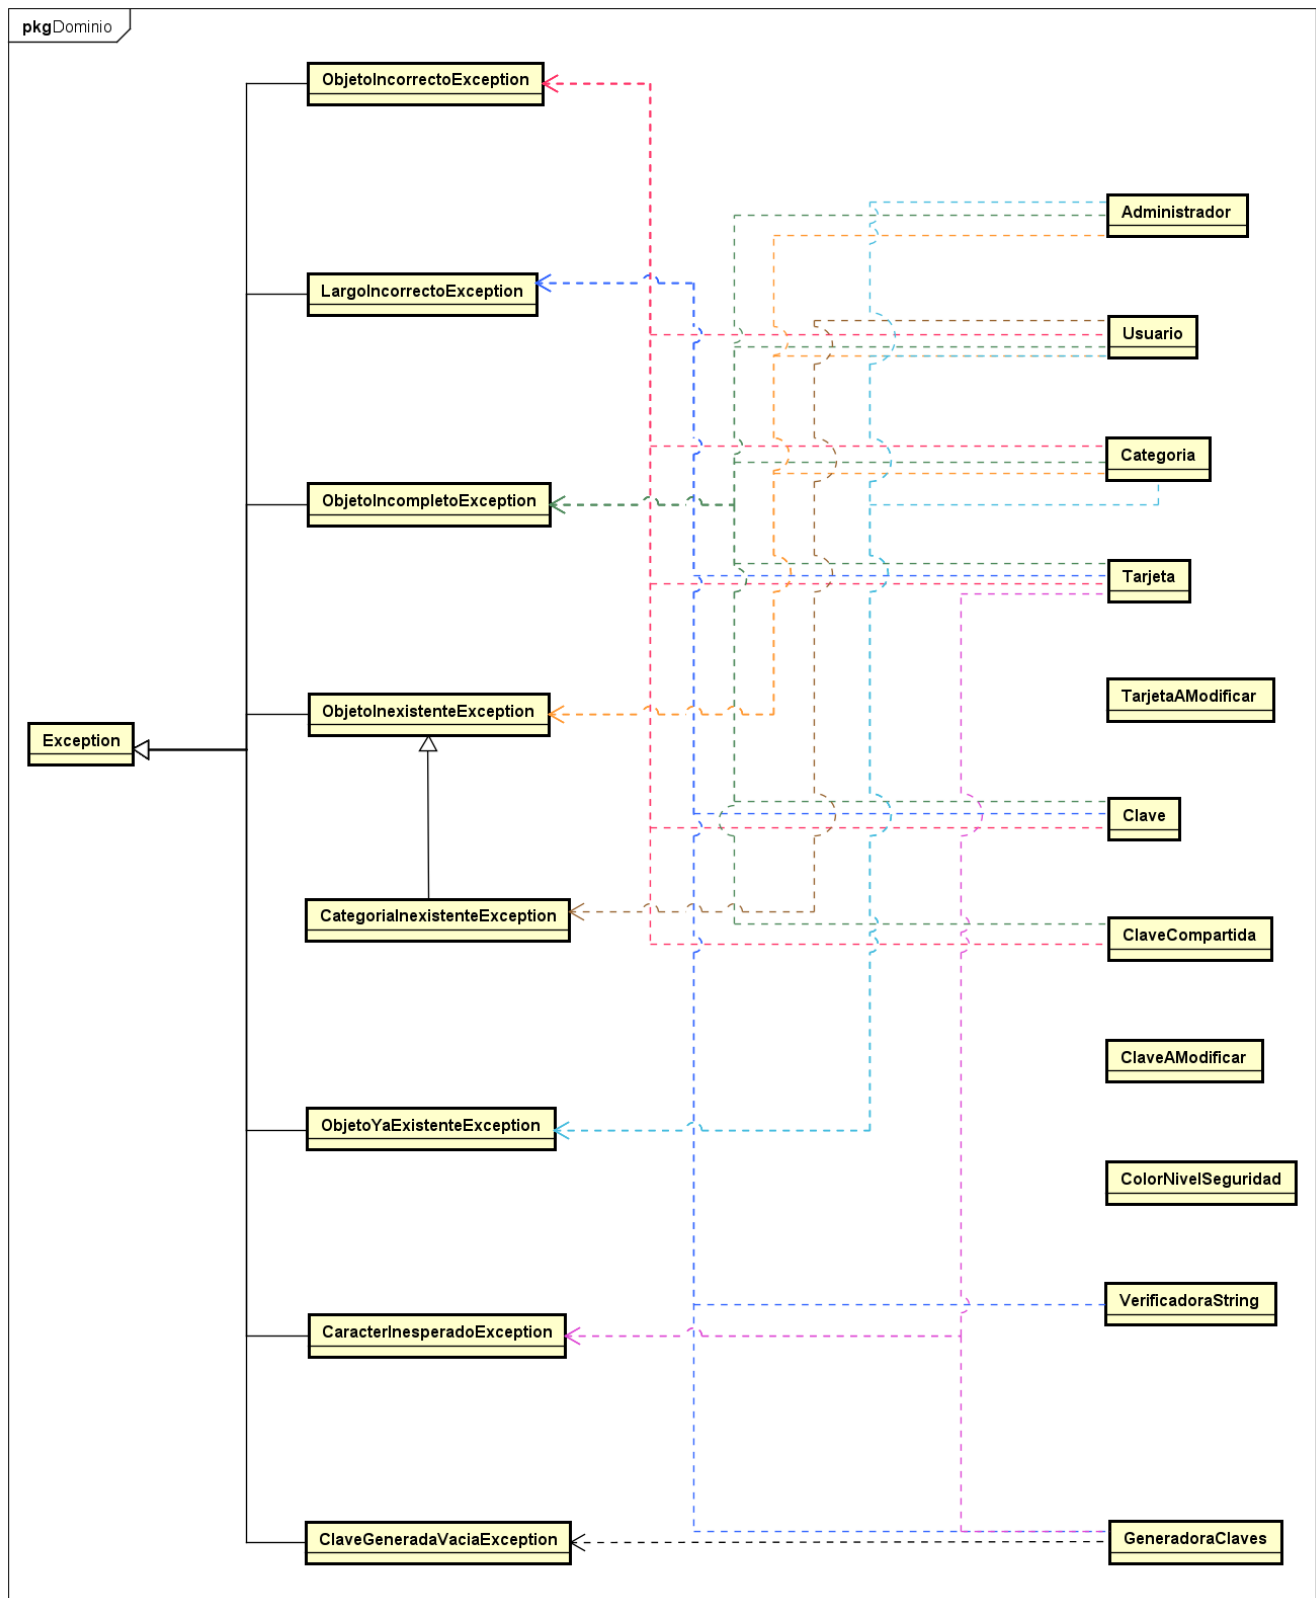 pkgDominio
ObjetoIncorrectoException
Administrador
LargoIncorrectoException
Usuario
Categoria
ObjetoIncompletoException
Tarjeta
TarjetaAModificar
ObjetoInexistenteException
Exception
Clave
CategoriaInexistenteException
ClaveCompartida
ClaveAModificar
ObjetoYaExistenteException
ColorNivelSeguridad
VerificadoraString
CaracterInesperadoException
ClaveGeneradaVaciaException
GeneradoraClaves